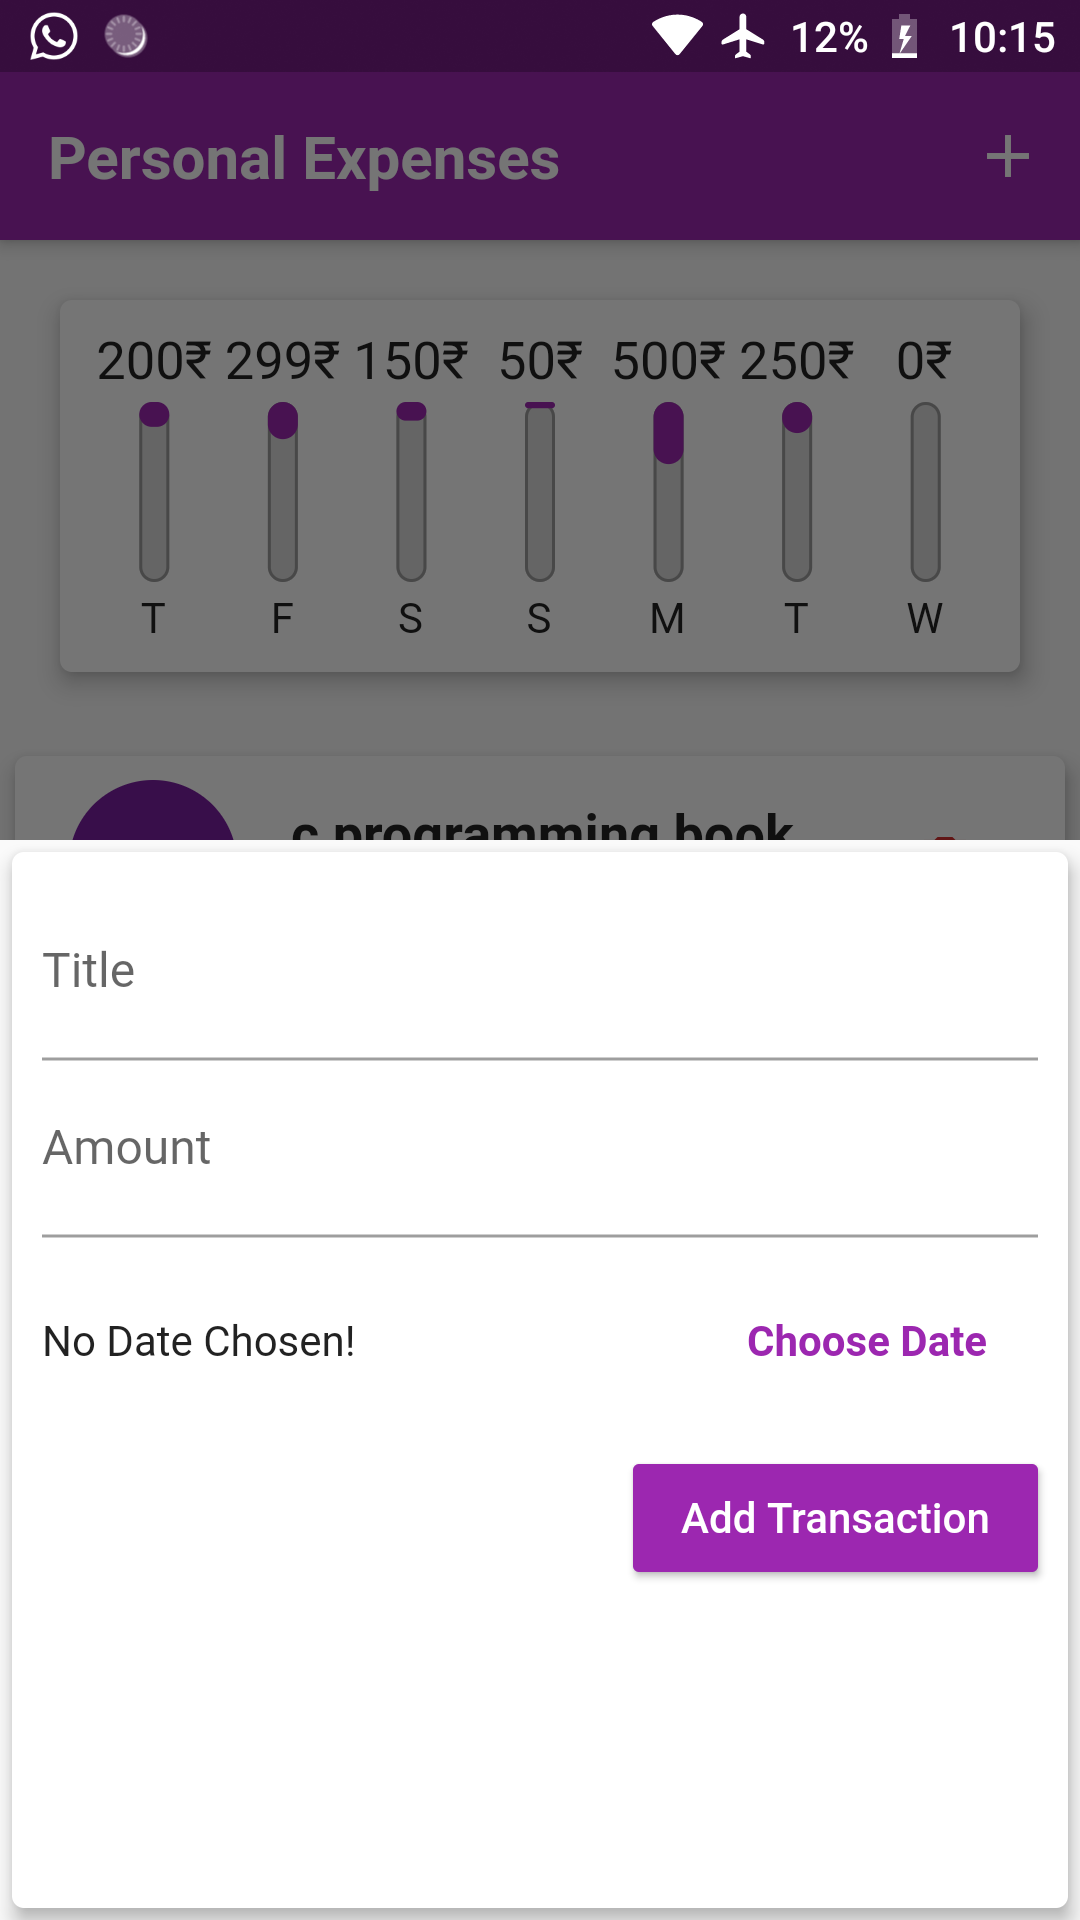 12% 10:15
Personal Expenses
200₹ 299₹ 150₹ 50₹ 500₹ 250₹ 0₹
T F S S M T W
c programming book
Title
Amount
No Date Chosen! Choose Date
Add Transaction